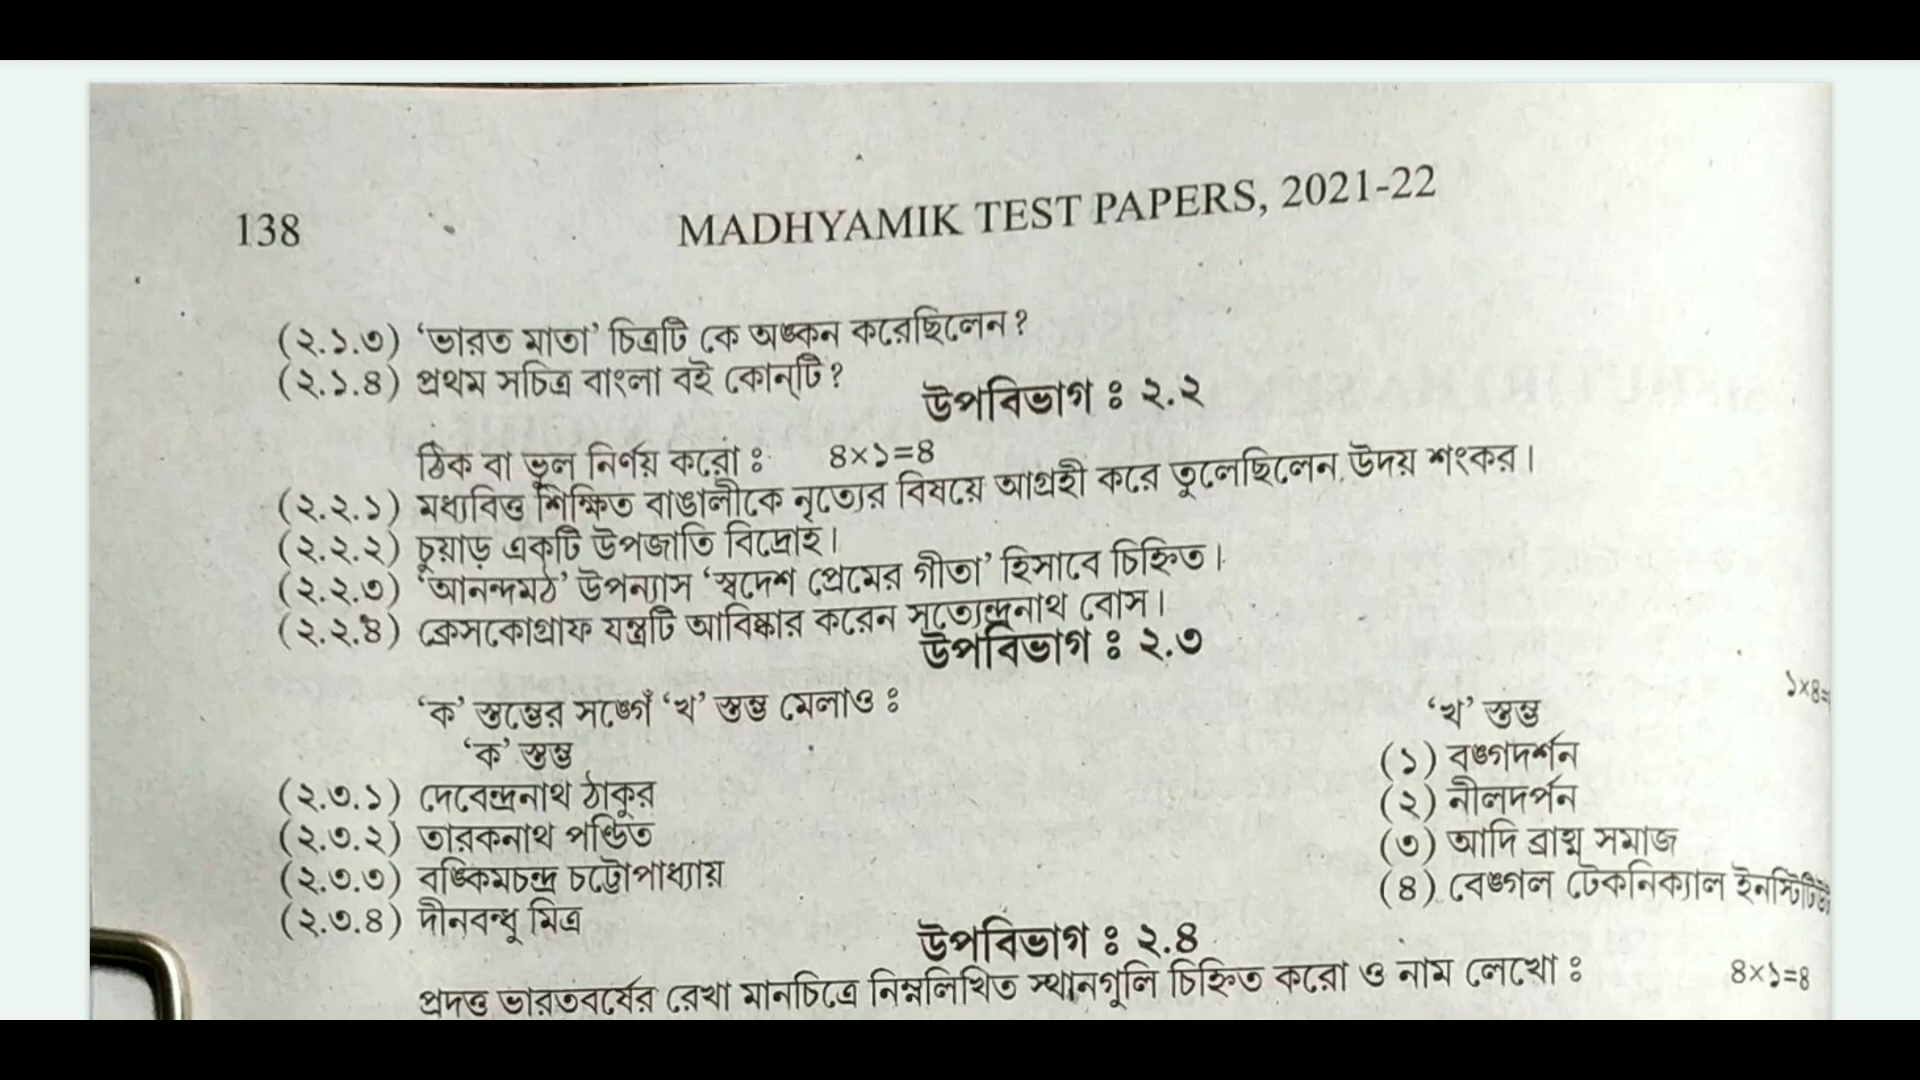 138
MADHYAMIK TEST PAPERS, 2021-22
(২.১.৩) ‘ভারত মাতা’ চিত্রটি কে অঙ্কন করেছিলেন?
(২.১.৪) প্রথম সচিত্র বাংলা বই কোন্‌টি?
উপবিভাগ ঃ ২.২
ঠিক বা ভুল নির্ণয় করো ঃ ৪×১=৪
(২.২.১) মধ্যবিত্ত শিক্ষিত বাঙালীকে নৃত্যের বিষয়ে আগ্রহী করে তুলেছিলেন উদয় শংকর।
(২.২.২) চুয়াড় একটি উপজাতি বিদ্রোহ।
(২.২.৩) ‘আনন্দমঠ’ উপন্যাস ‘স্বদেশ প্রেমের গীতা’ হিসাবে চিহ্নিত।
(২.২.৪) ক্রেসকোগ্রাফ যন্ত্রটি আবিষ্কার করেন সত্যেন্দ্রনাথ বোস।
উপবিভাগ ঃ ২.৩
১×৪=
‘ক’ স্তম্ভের সঙ্গেঁ ‘খ’ স্তম্ভ মেলাও ঃ
‘ক’ স্তম্ভ ‘খ’ স্তম্ভ
(২.৩.১) দেবেন্দ্রনাথ ঠাকুর (১) বঙ্গদর্শন
(২.৩.২) তারকনাথ পণ্ডিত (২) নীলদর্পন
(২.৩.৩) বঙ্কিমচন্দ্র চট্টোপাধ্যায় (৩) আদি ব্রাহ্ম সমাজ
(২.৩.৪) দীনবন্ধু মিত্র (৪) বেঙ্গল টেকনিক্যাল
উপবিভাগ ঃ ২.৪
প্রদত্ত ভারতবর্ষের রেখা মানচিত্রে নিম্নলিখিত স্থানগুলি চিহ্নিত করো ও নাম লেখো ঃ ৪×১=৪